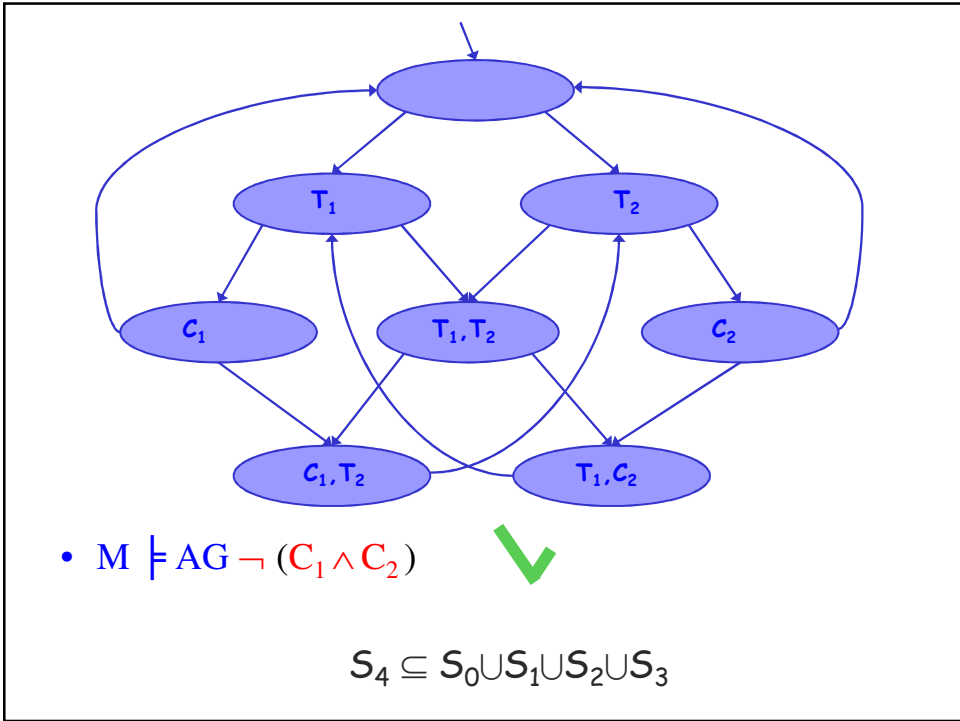 T₁ T₂
C₁ T₁,T₂ C₂
C₁,T₂ T₁,C₂
• M ⊧ AG ¬ (C₁ ∧ C₂)
S₄ ⊆ S₀∪S₁∪S₂∪S₃